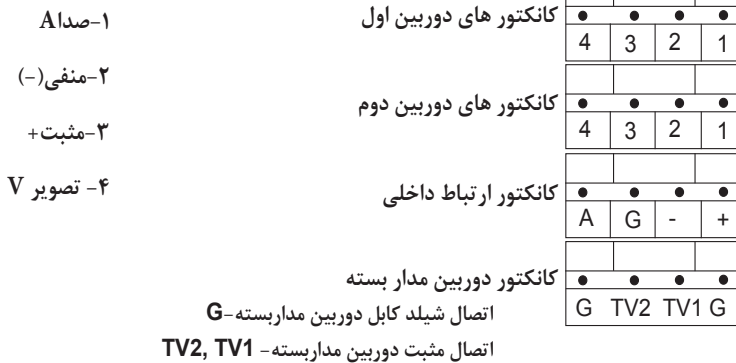 کانکتور های دوربین اول
4 3 2 1
کانکتور های دوربین دوم
4 3 2 1
کانکتور ارتباط داخلی
A G - +
کانکتور دوربین مدار بسته
G TV2 TV1 G
اتصال شیلد کابل دوربین مداربسته-G
اتصال مثبت دوربین مداربسته- TV2, TV1
۱-صداA
۲-منفی(-)
۳-مثبت+
۴- تصویر V